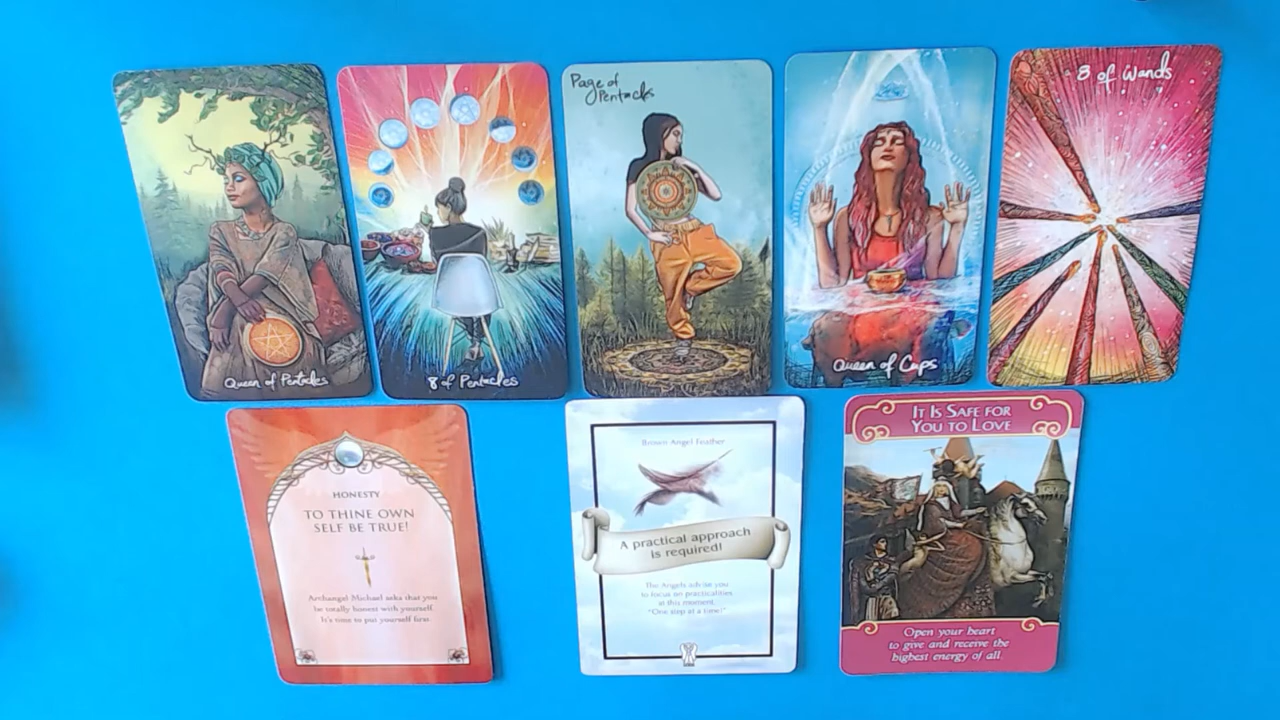 Queen of Pentacles
8 of Pentacles
Page of
Pentacls
Queen of Cups
8 of Wands
HONESTY
TO THINE OWN
SELF BE TRUE!
Archangel Michael asks that you
be totally honest with yourself.
It's time to put yourself first.
Brown Angel Feather
A practical approach
is required!
The Angels advise you
to focus on practicalities
at this moment.
"One step at a time!"
IT IS SAFE FOR
YOU TO LOVE
Open your heart
to give and receive the
highest energy of all.